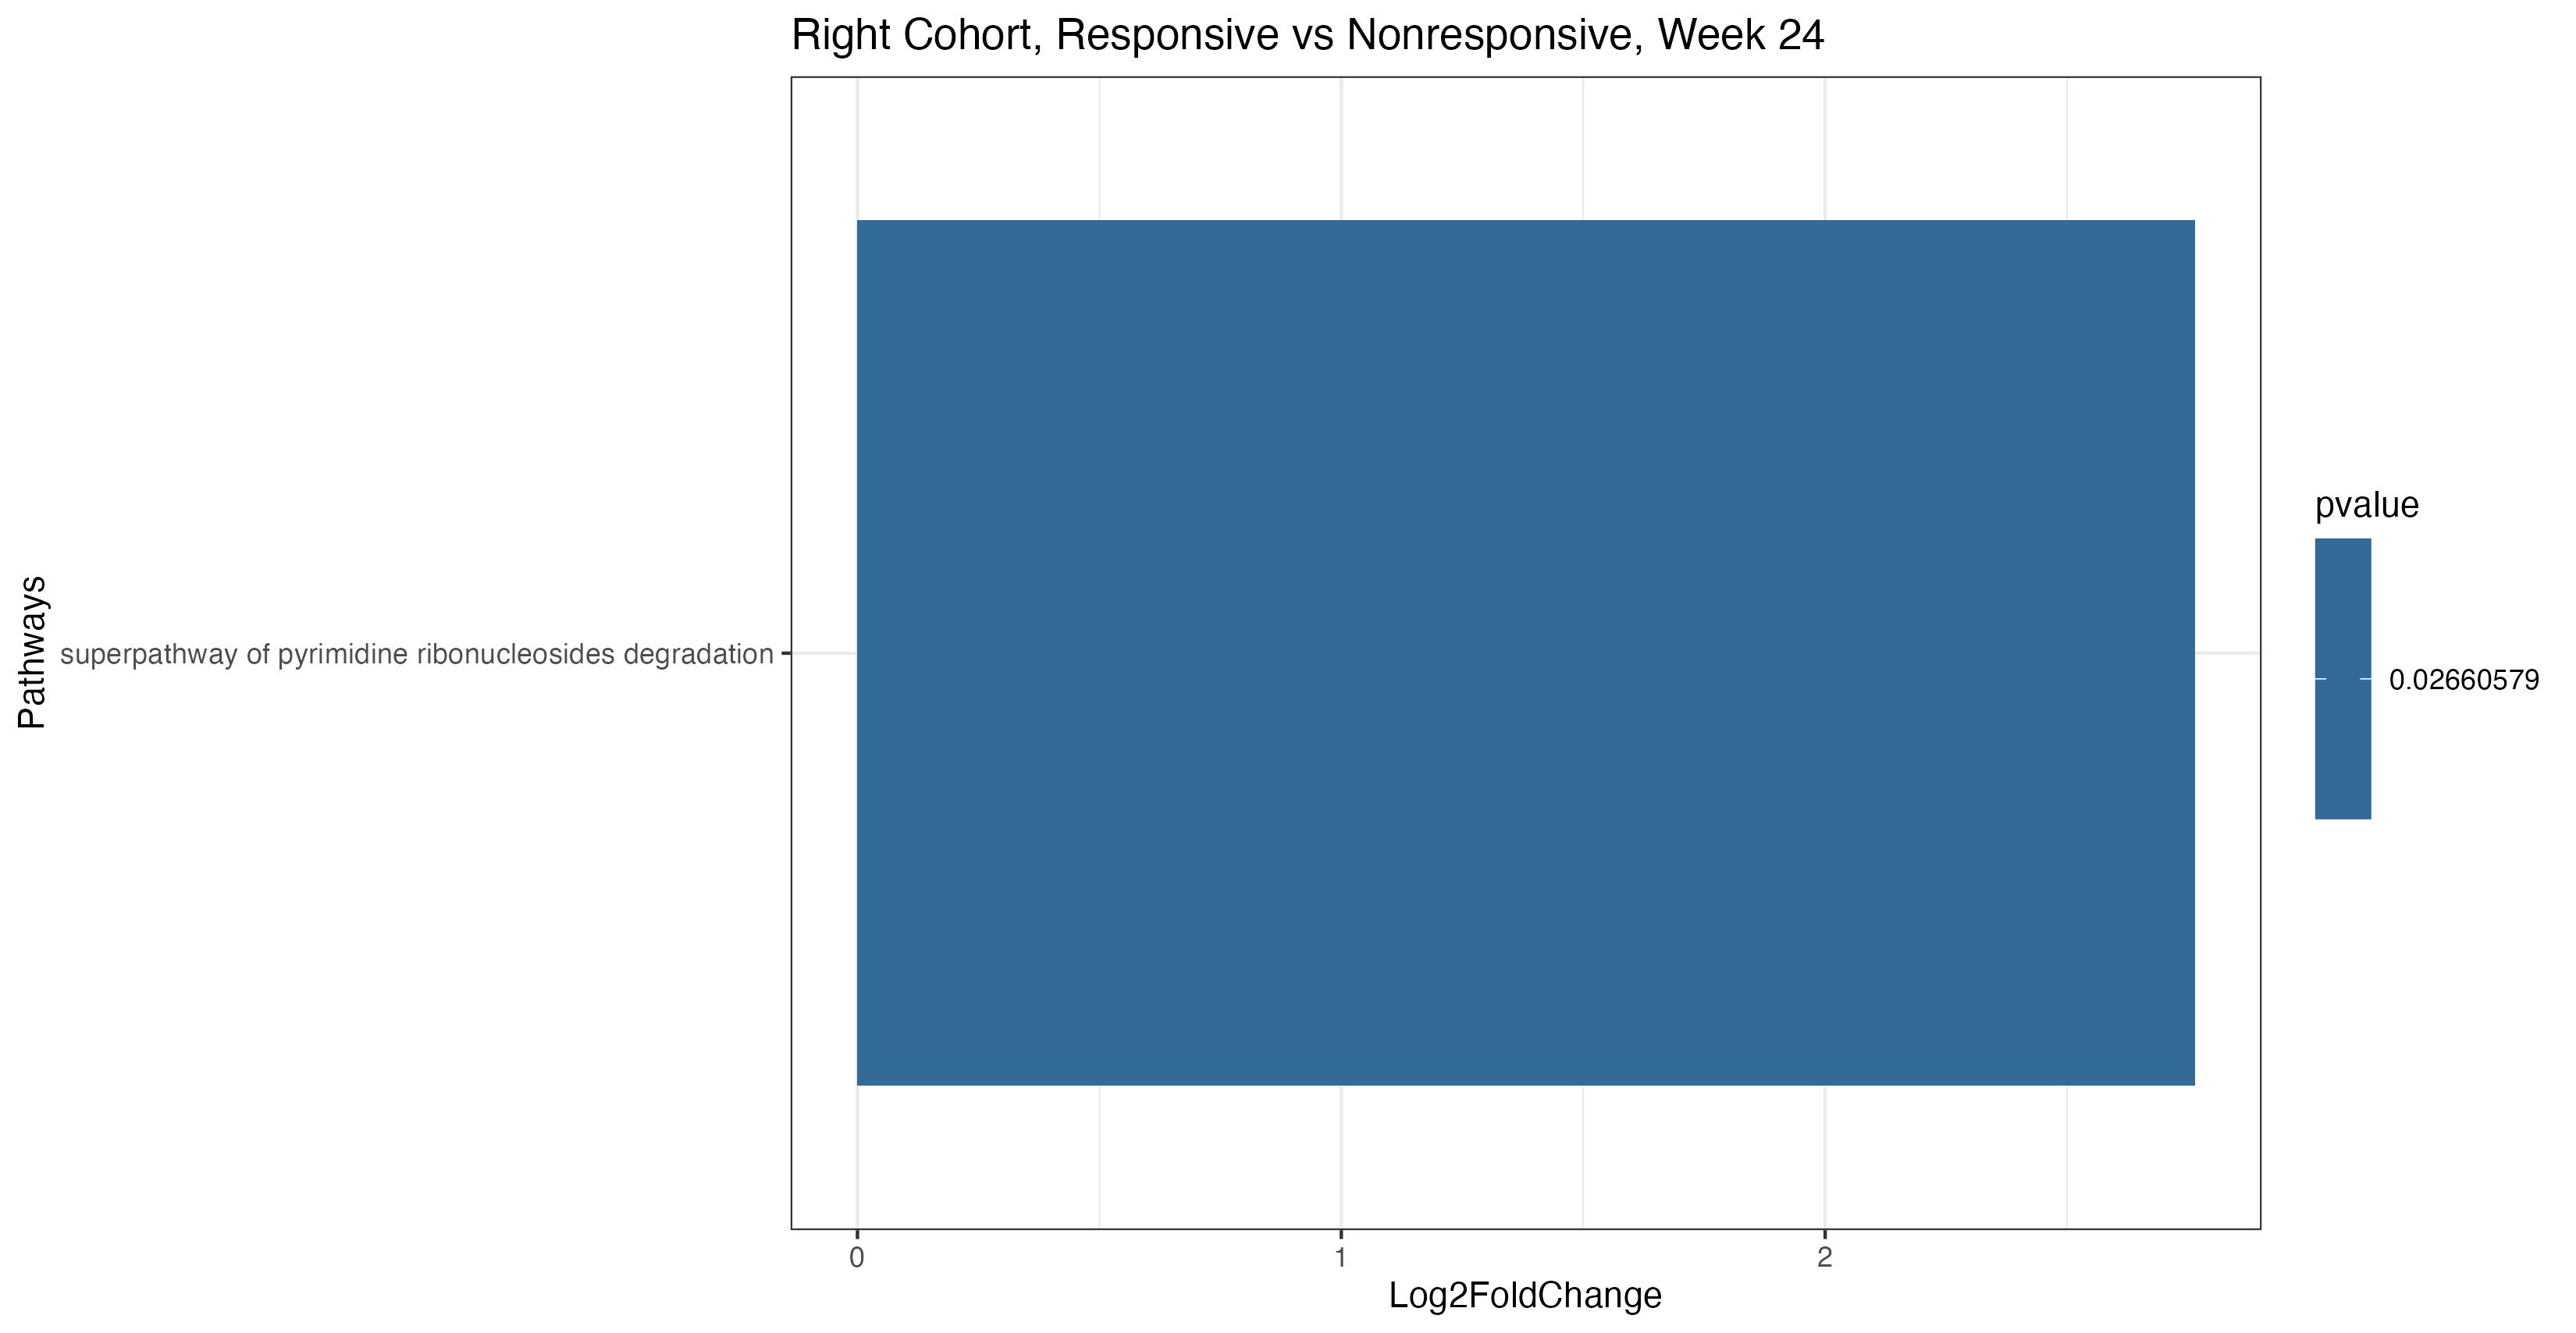 Right Cohort, Responsive vs Nonresponsive, Week 24
Pathways
superpathway of pyrimidine ribonucleosides degradation
pvalue
0.02660579
0 1 2
Log2FoldChange